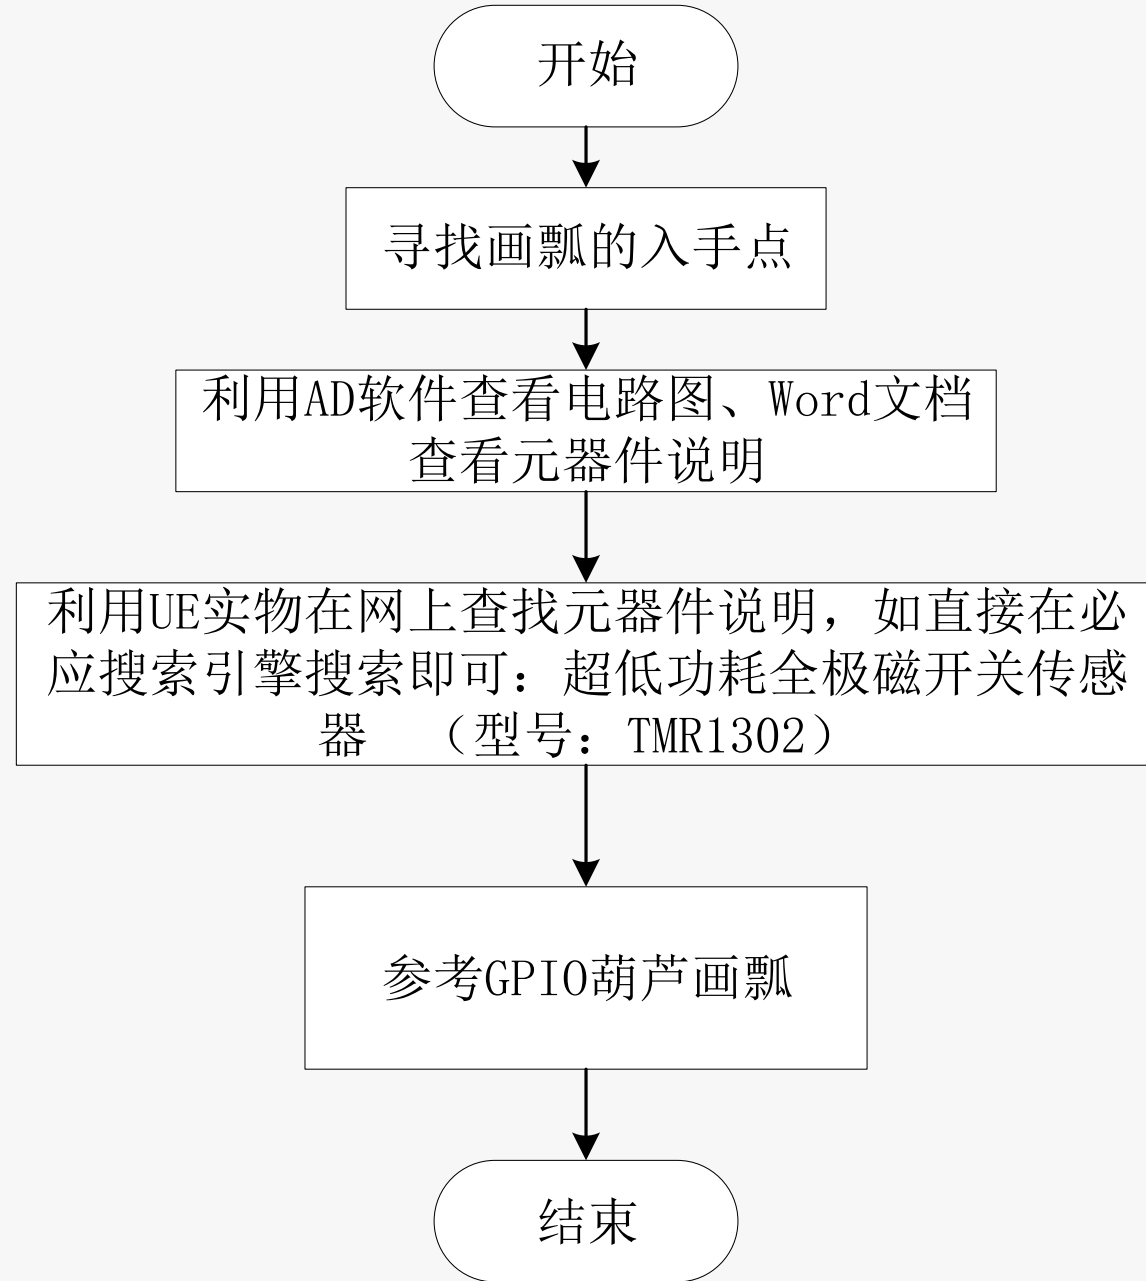 开始
寻找画瓢的入手点
利用AD软件查看电路图、Word文档
查看元器件说明
利用UE实物在网上查找元器件说明，如直接在必
应搜索引擎搜索即可：超低功耗全极磁开关传感
器 （型号：TMR1302）
参考GPIO葫芦画瓢
结束